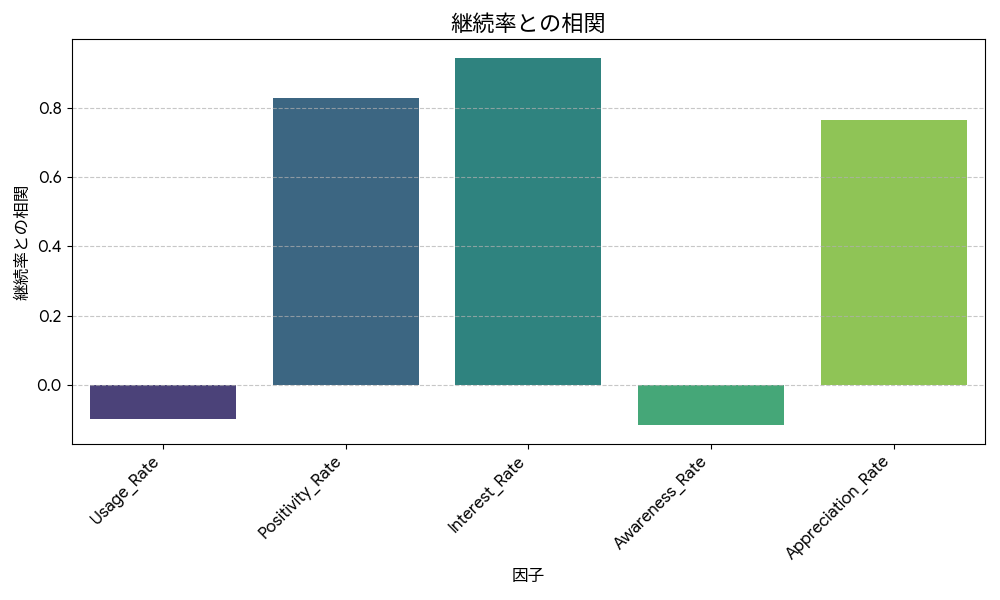 継続率との相関
継続率との相関
0.8
0.6
0.4
0.2
0.0
Usage_Rate
Positivity_Rate
Interest_Rate
Awareness_Rate
Appreciation_Rate
因子